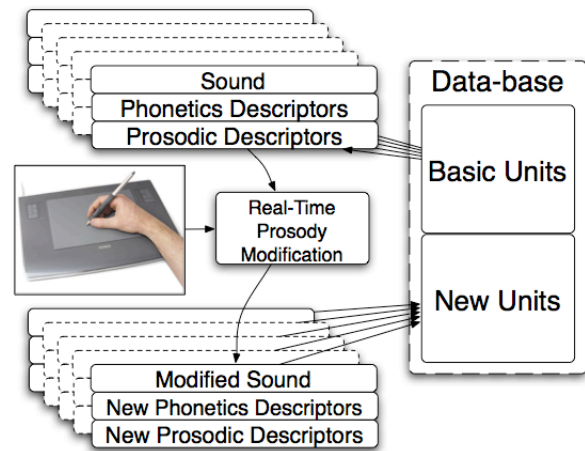 Sound
Phonetics Descriptors
Prosodic Descriptors
Data-base
Basic Units
New Units
Real-Time
Prosody
Modification
Modified Sound
New Phonetics Descriptors
New Prosodic Descriptors